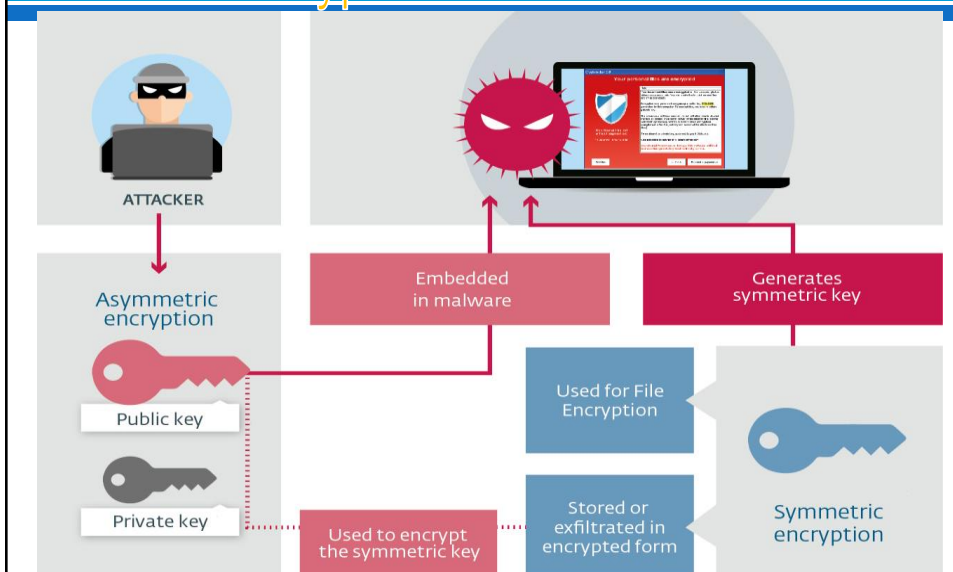 ATTACKER
Your personal files are encrypted
Embedded
in malware
Generates
symmetric key
Asymmetric
encryption
Public key
Private key
Used for File
Encryption
Stored or
exfiltrated in
encrypted form
Used to encrypt
the symmetric key
Symmetric
encryption